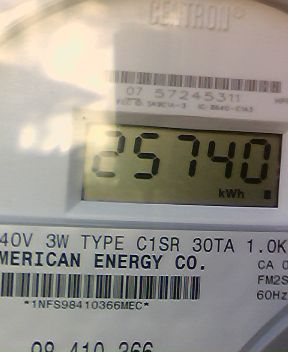 CENTRON®
07 57245311
25740
kWh
40V 3W TYPE C1SR 30TA 1.0K
MERICAN ENERGY CO.
CA 0
FM2S
60Hz
*1NFS98410366MEC*
98 410 366